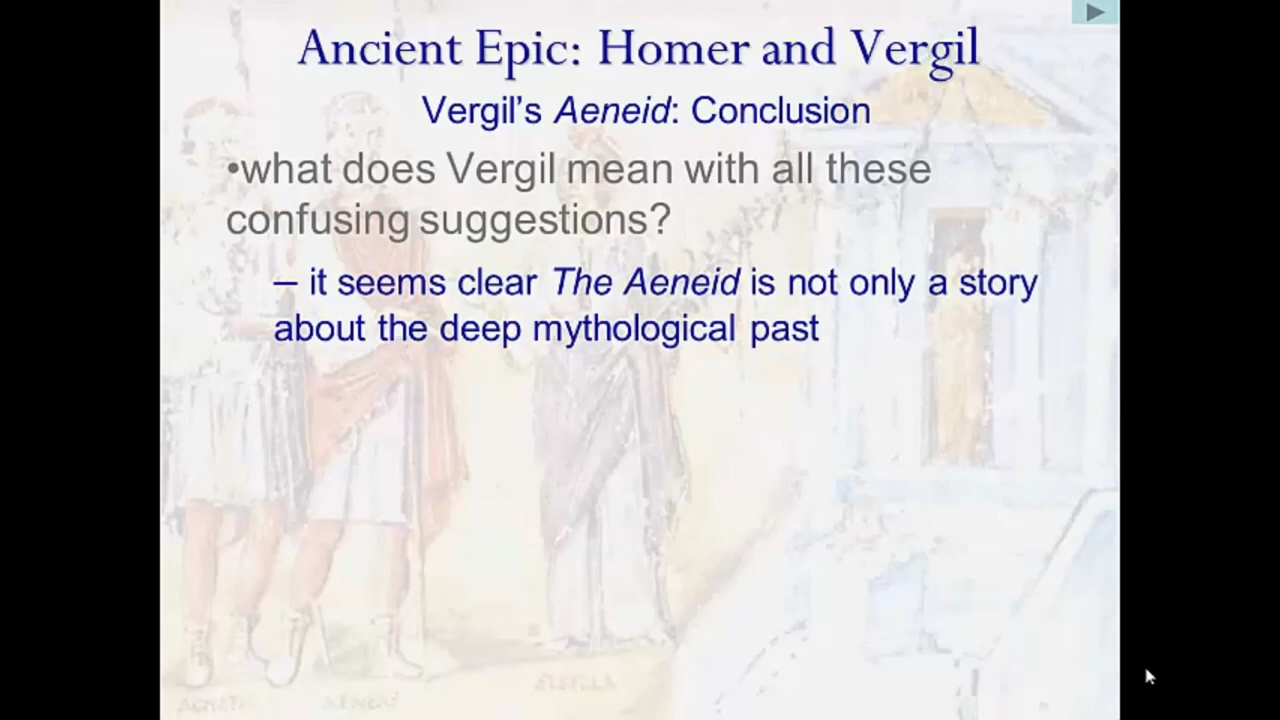 Ancient Epic: Homer and Vergil
Vergil's Aeneid: Conclusion
•what does Vergil mean with all these
confusing suggestions?
– it seems clear The Aeneid is not only a story
about the deep mythological past